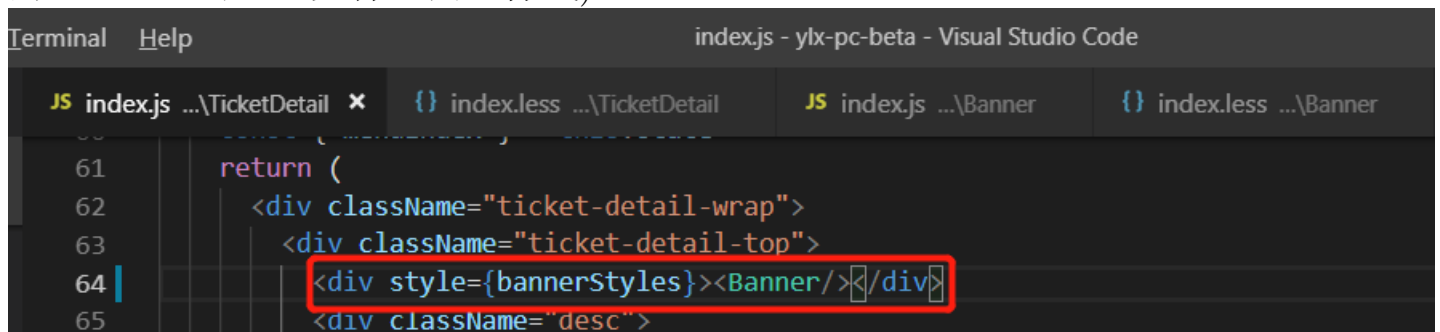 Terminal Help index.js - ylx-pc-beta - Visual Studio Code
JS index.js ...\TicketDetail × {} index.less ...\TicketDetail JS index.js ...\Banner {} index.less ...\Banner
61 return (
62 <div className="ticket-detail-wrap">
63 <div className="ticket-detail-top">
64 <div style={bannerStyles}><Banner/></div>
65 <div className="desc">